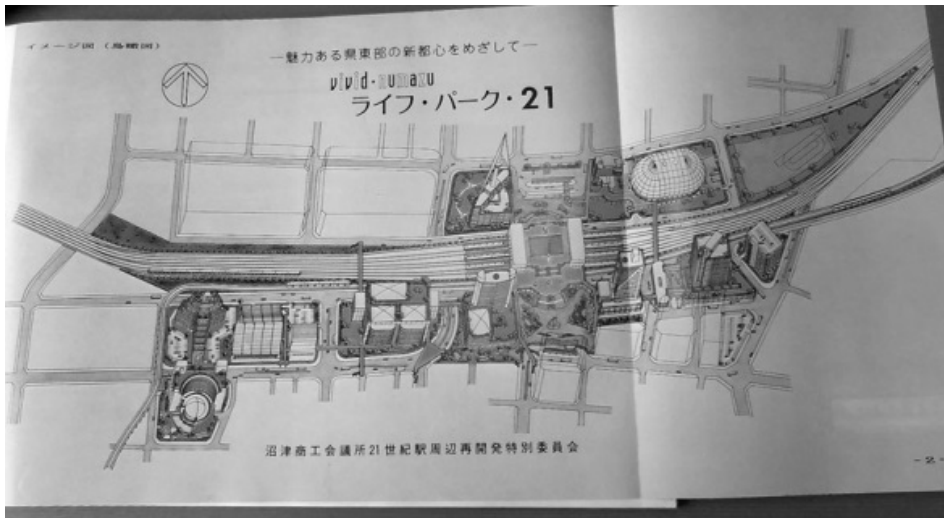 イメージ図（鳥瞰図）
―魅力ある県東部の新都心をめざして―
vivid・numazu
ライフ・パーク・21
沼津商工会議所21世紀駅周辺再開発特別委員会
-2-